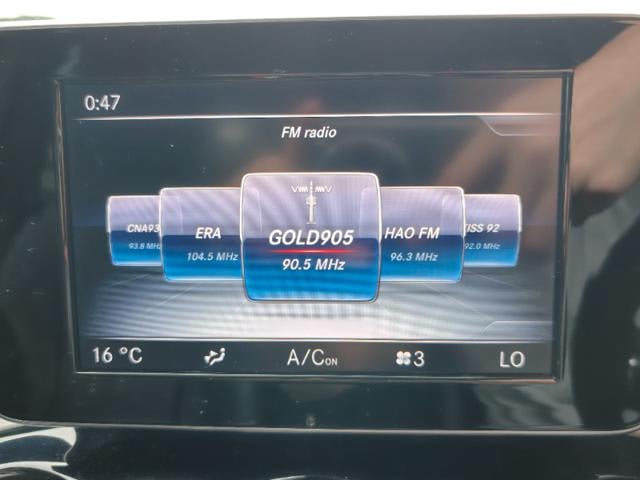 0:47
FM radio
CNA93
93.8 MHz
ERA
104.5 MHz
GOLD905
90.5 MHz
HAO FM
96.3 MHz
ISS 92
92.0 MHz
16 °C
A/C ON
3
LO